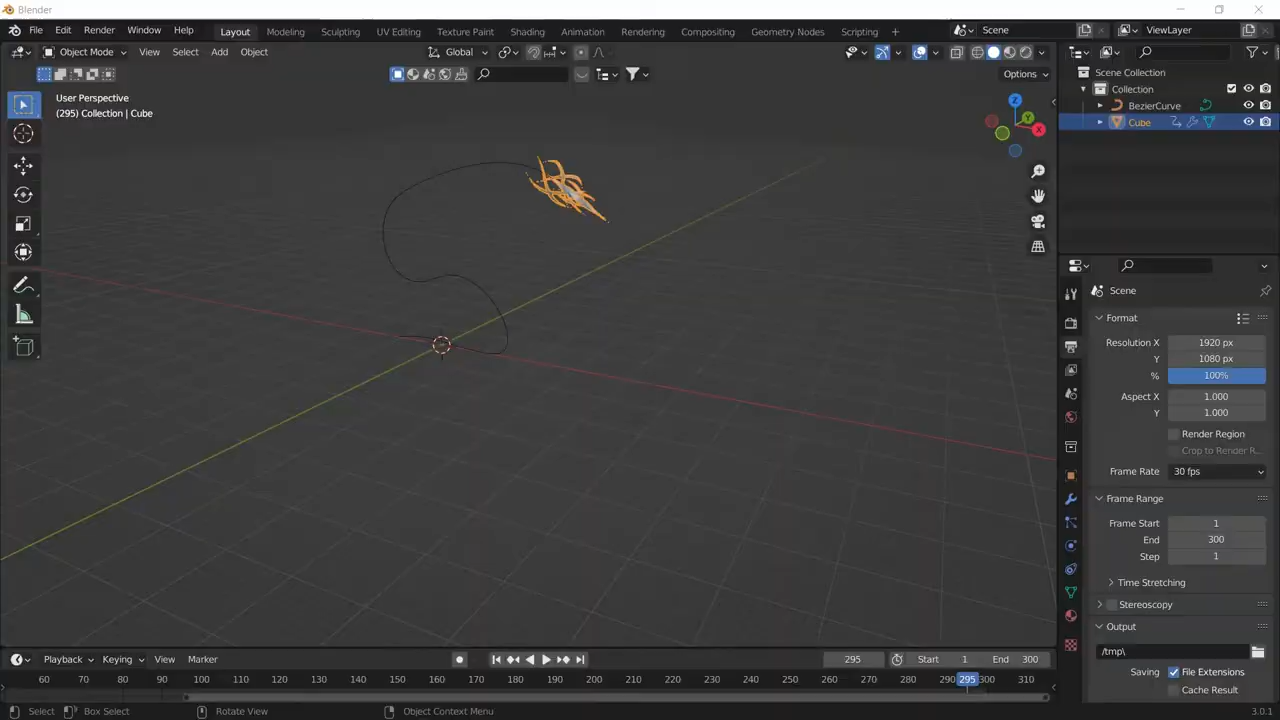 Blender
File Edit Render Window Help Layout Modeling Sculpting UV Editing Texture Paint Shading Animation Rendering Compositing Geometry Nodes Scripting + Scene ViewLayer
Object Mode View Select Add Object Global
Options
User Perspective
(295) Collection | Cube
Z
Y
X
Scene Collection
Collection
BezierCurve
Cube
Scene
Format
Resolution X 1920 px
Y 1080 px
% 100%
Aspect X 1.000
Y 1.000
Render Region
Crop to Render R...
Frame Rate 30 fps
Frame Range
Frame Start 1
End 300
Step 1
Time Stretching
Stereoscopy
Output
/tmp\
Saving File Extensions
Cache Result
Playback Keying View Marker 295 Start 1 End 300
60 70 80 90 100 110 120 130 140 150 160 170 180 190 200 210 220 230 240 250 260 270 280 290 295 300 310
Select Box Select Rotate View Object Context Menu 3.0.1